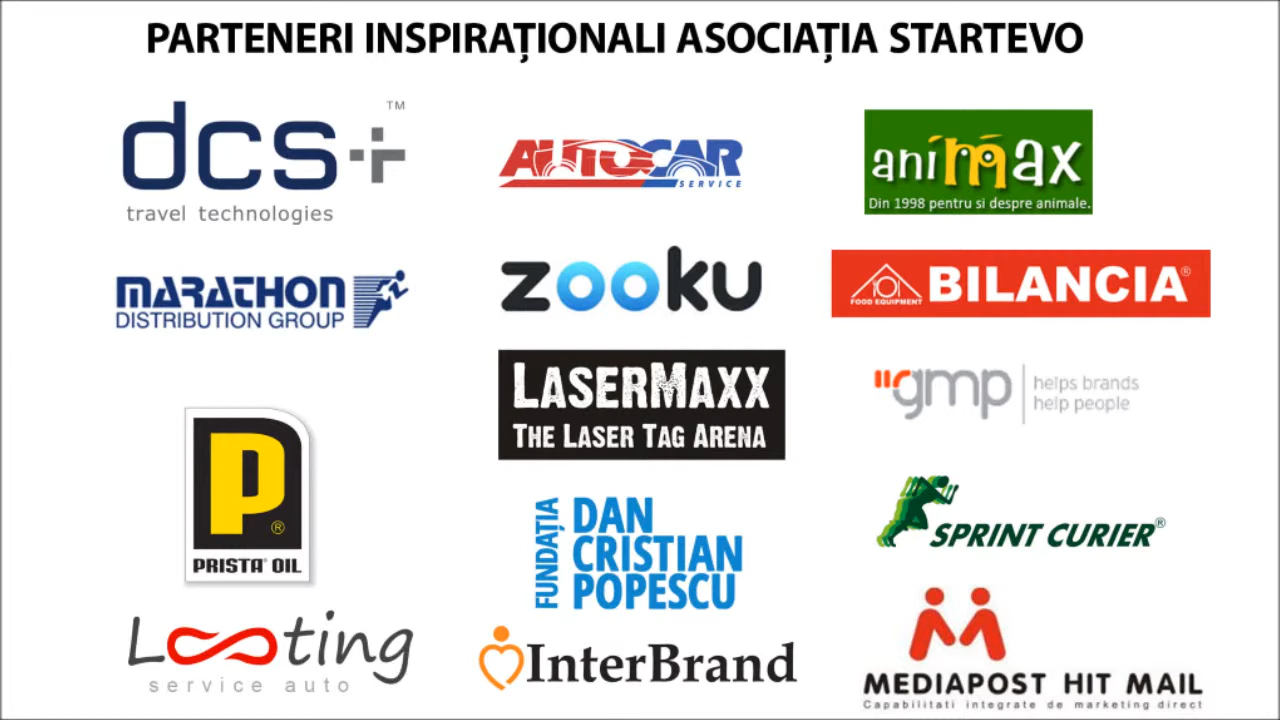 PARTENERI INSPIRAȚIONALI ASOCIAȚIA STARTEVO
dcs+™
travel technologies
AUTOCAR
SERVICE
animax
Din 1998 pentru si despre animale.
MARATHON
DISTRIBUTION GROUP
zooku
FOOD EQUIPMENT
BILANCIA®
LASERMAXX
THE LASER TAG ARENA
gmp
helps brands
help people
P®
PRISTA® OIL
FUNDAȚIA
DAN
CRISTIAN
POPESCU
SPRINT CURIER®
Looting
service auto
InterBrand
MEDIAPOST HIT MAIL
Capabilitati integrate de marketing direct